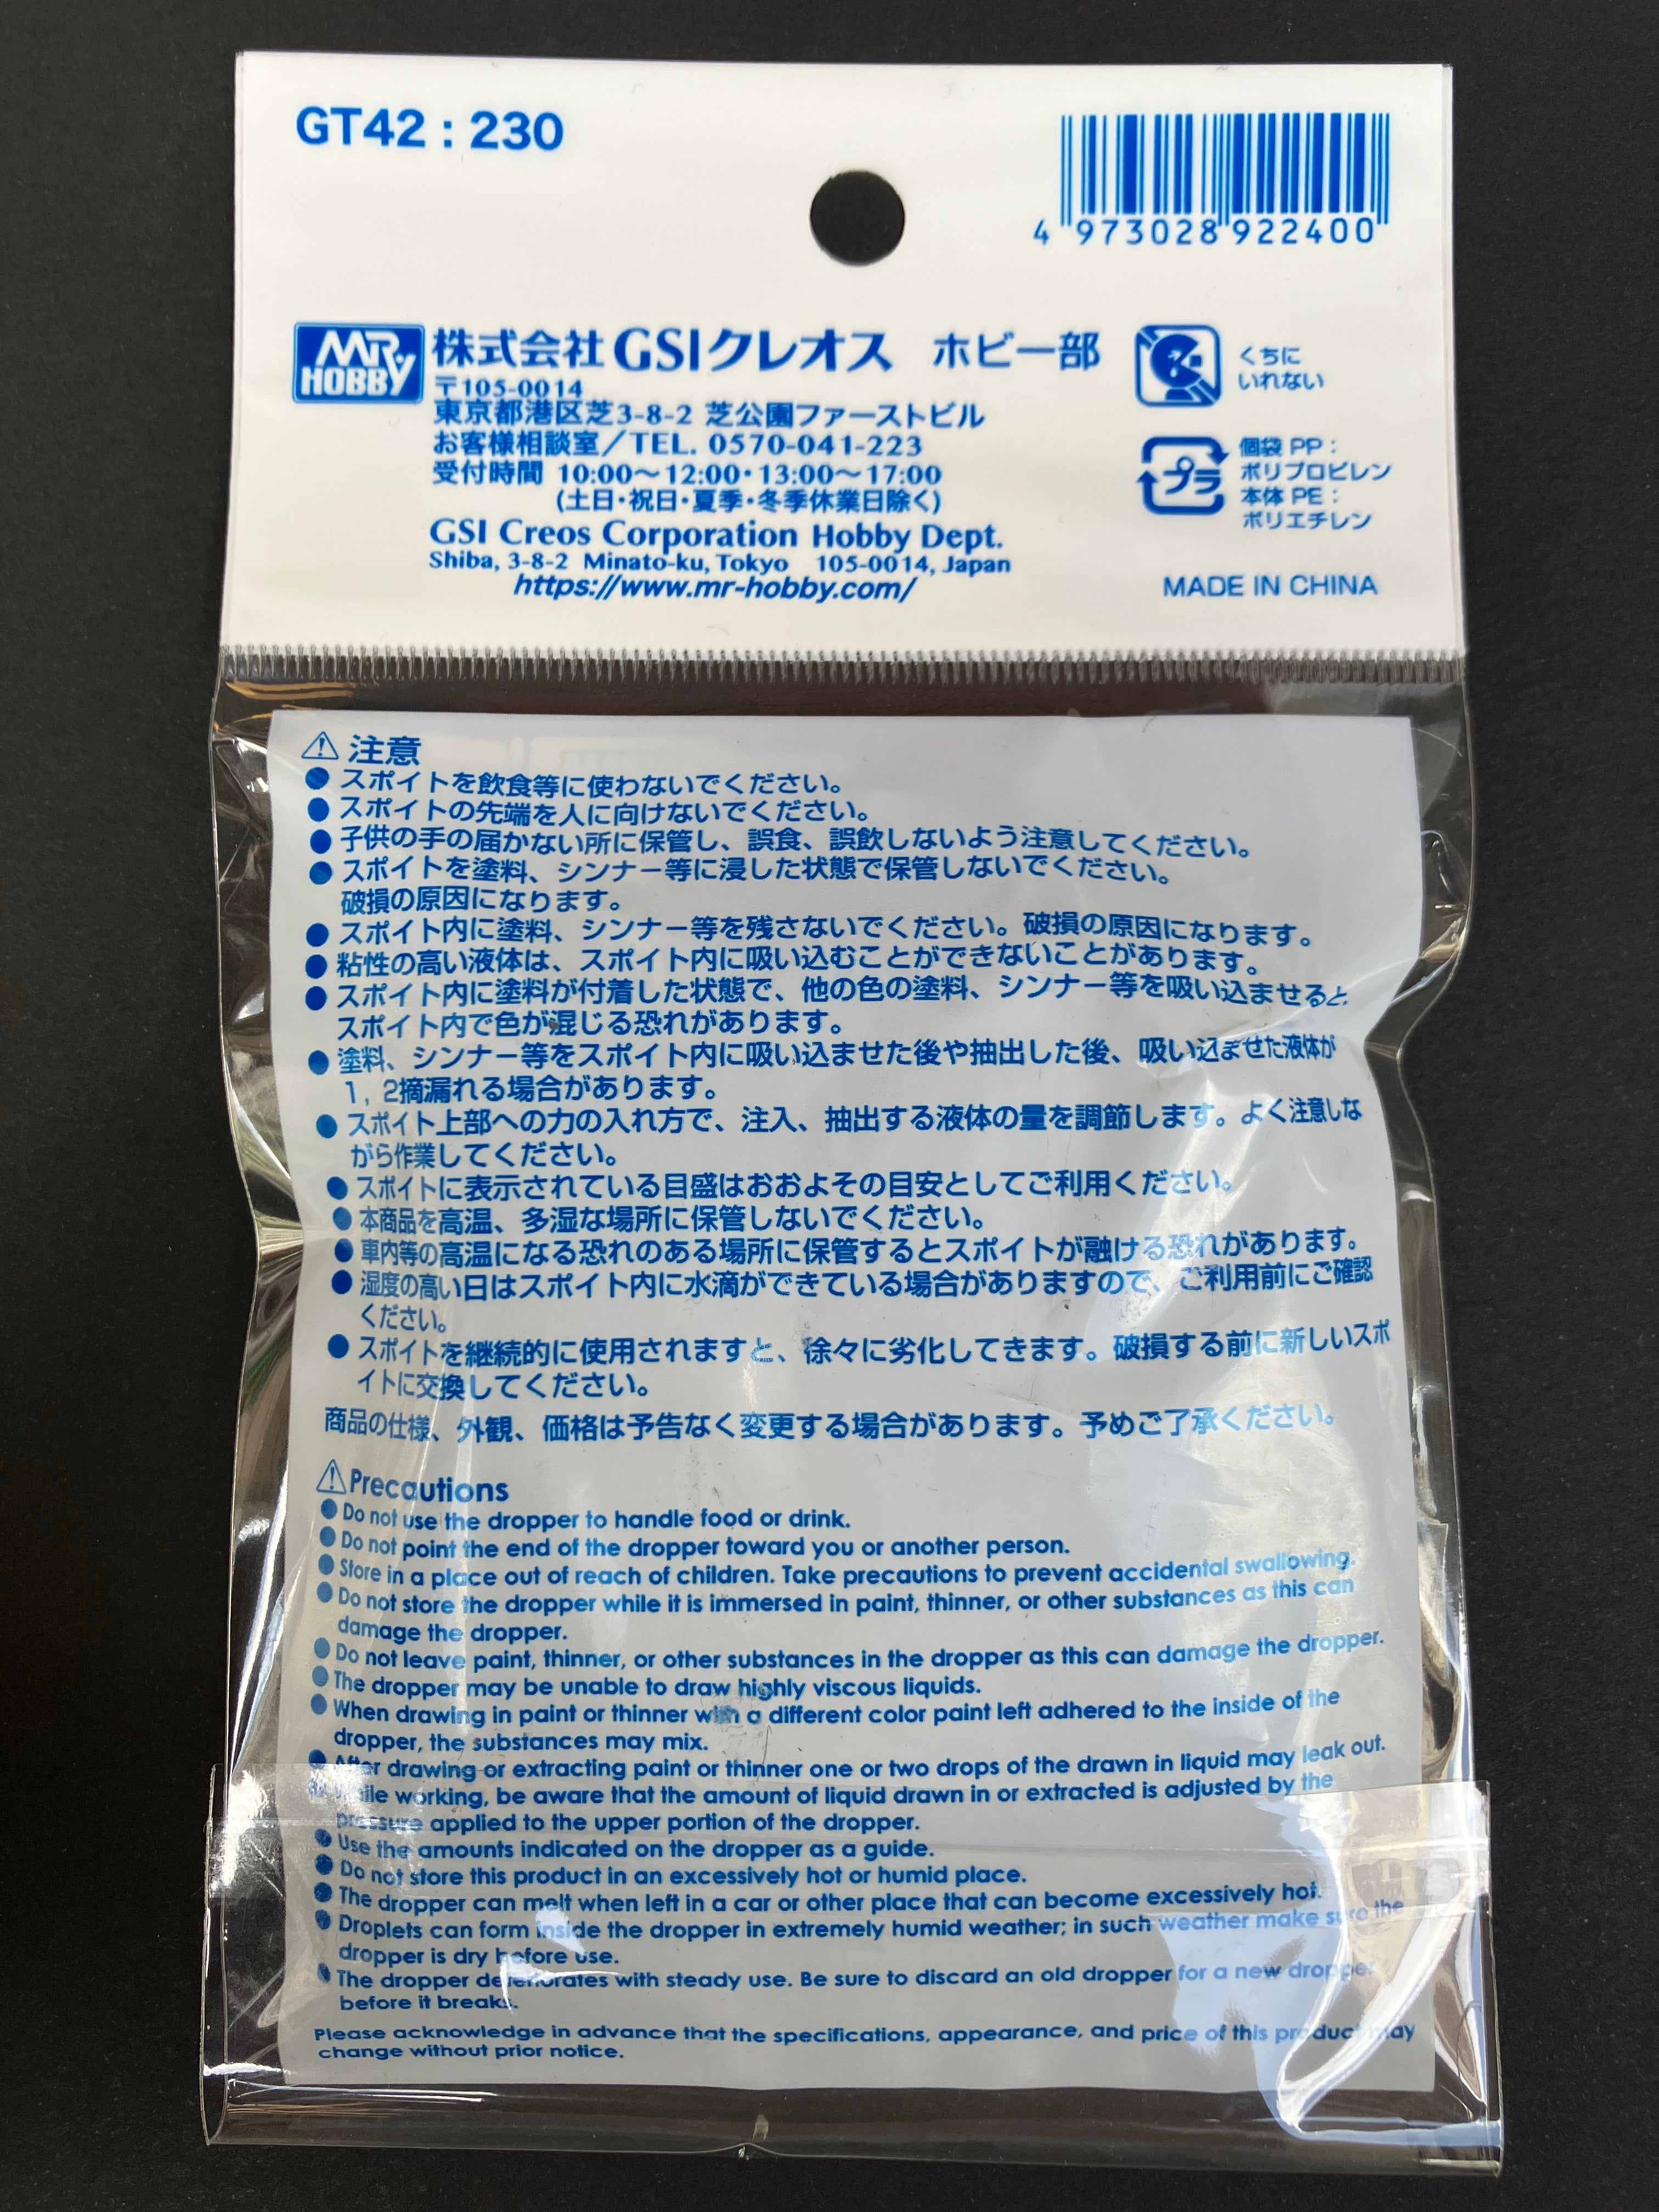 GT42 : 230
4 973028 922400
MR HOBBY
株式会社 GSIクレオス ホビー部
〒105-0014
東京都港区芝3-8-2 芝公園ファーストビル
お客様相談室／TEL. 0570-041-223
受付時間 10:00〜12:00・13:00〜17:00
(土日・祝日・夏季・冬季休業日除く)
GSI Creos Corporation Hobby Dept.
Shiba, 3-8-2 Minato-ku, Tokyo 105-0014, Japan
https://www.mr-hobby.com/
くちに
いれない
プラ
個袋 PP：
ポリプロピレン
本体 PE：
ポリエチレン
MADE IN CHINA
⚠ 注意
● スポイトを飲食等に使わないでください。
● スポイトの先端を人に向けないでください。
● 子供の手の届かない所に保管し、誤食、誤飲しないよう注意してください。
● スポイトを塗料、シンナー等に浸した状態で保管しないでください。
破損の原因になります。
● スポイト内に塗料、シンナー等を残さないでください。破損の原因になります。
● 粘性の高い液体は、スポイト内に吸い込むことができないことがあります。
● スポイト内に塗料が付着した状態で、他の色の塗料、シンナー等を吸い込ませると
スポイト内で色が混じる恐れがあります。
● 塗料、シンナー等をスポイト内に吸い込ませた後や抽出した後、吸い込ませた液体が
1, 2摘漏れる場合があります。
● スポイト上部への力の入れ方で、注入、抽出する液体の量を調節します。よく注意しな
がら作業してください。
● スポイトに表示されている目盛はおおよその目安としてご利用ください。
● 本商品を高温、多湿な場所に保管しないでください。
● 車内等の高温になる恐れのある場所に保管するとスポイトが融ける恐れがあります。
● 湿度の高い日はスポイト内に水滴ができている場合がありますので、ご利用前にご確認
ください。
● スポイトを継続的に使用されますと、徐々に劣化してきます。破損する前に新しいスポ
イトに交換してください。
商品の仕様、外観、価格は予告なく変更する場合があります。予めご了承ください。
⚠ Precautions
● Do not use the dropper to handle food or drink.
● Do not point the end of the dropper toward you or another person.
● Store in a place out of reach of children. Take precautions to prevent accidental swallowing.
● Do not store the dropper while it is immersed in paint, thinner, or other substances as this can
damage the dropper.
● Do not leave paint, thinner, or other substances in the dropper as this can damage the dropper.
● The dropper may be unable to draw highly viscous liquids.
● When drawing in paint or thinner with a different color paint left adhered to the inside of the
dropper, the substances may mix.
● After drawing or extracting paint or thinner one or two drops of the drawn in liquid may leak out.
● While working, be aware that the amount of liquid drawn in or extracted is adjusted by the
pressure applied to the upper portion of the dropper.
● Use the amounts indicated on the dropper as a guide.
● Do not store this product in an excessively hot or humid place.
● The dropper can melt when left in a car or other place that can become excessively hot.
● Droplets can form inside the dropper in extremely humid weather; in such weather make sure the
dropper is dry before use.
● The dropper deteriorates with steady use. Be sure to discard an old dropper for a new dropper
before it breaks.
Please acknowledge in advance that the specifications, appearance, and price of this product may
change without prior notice.